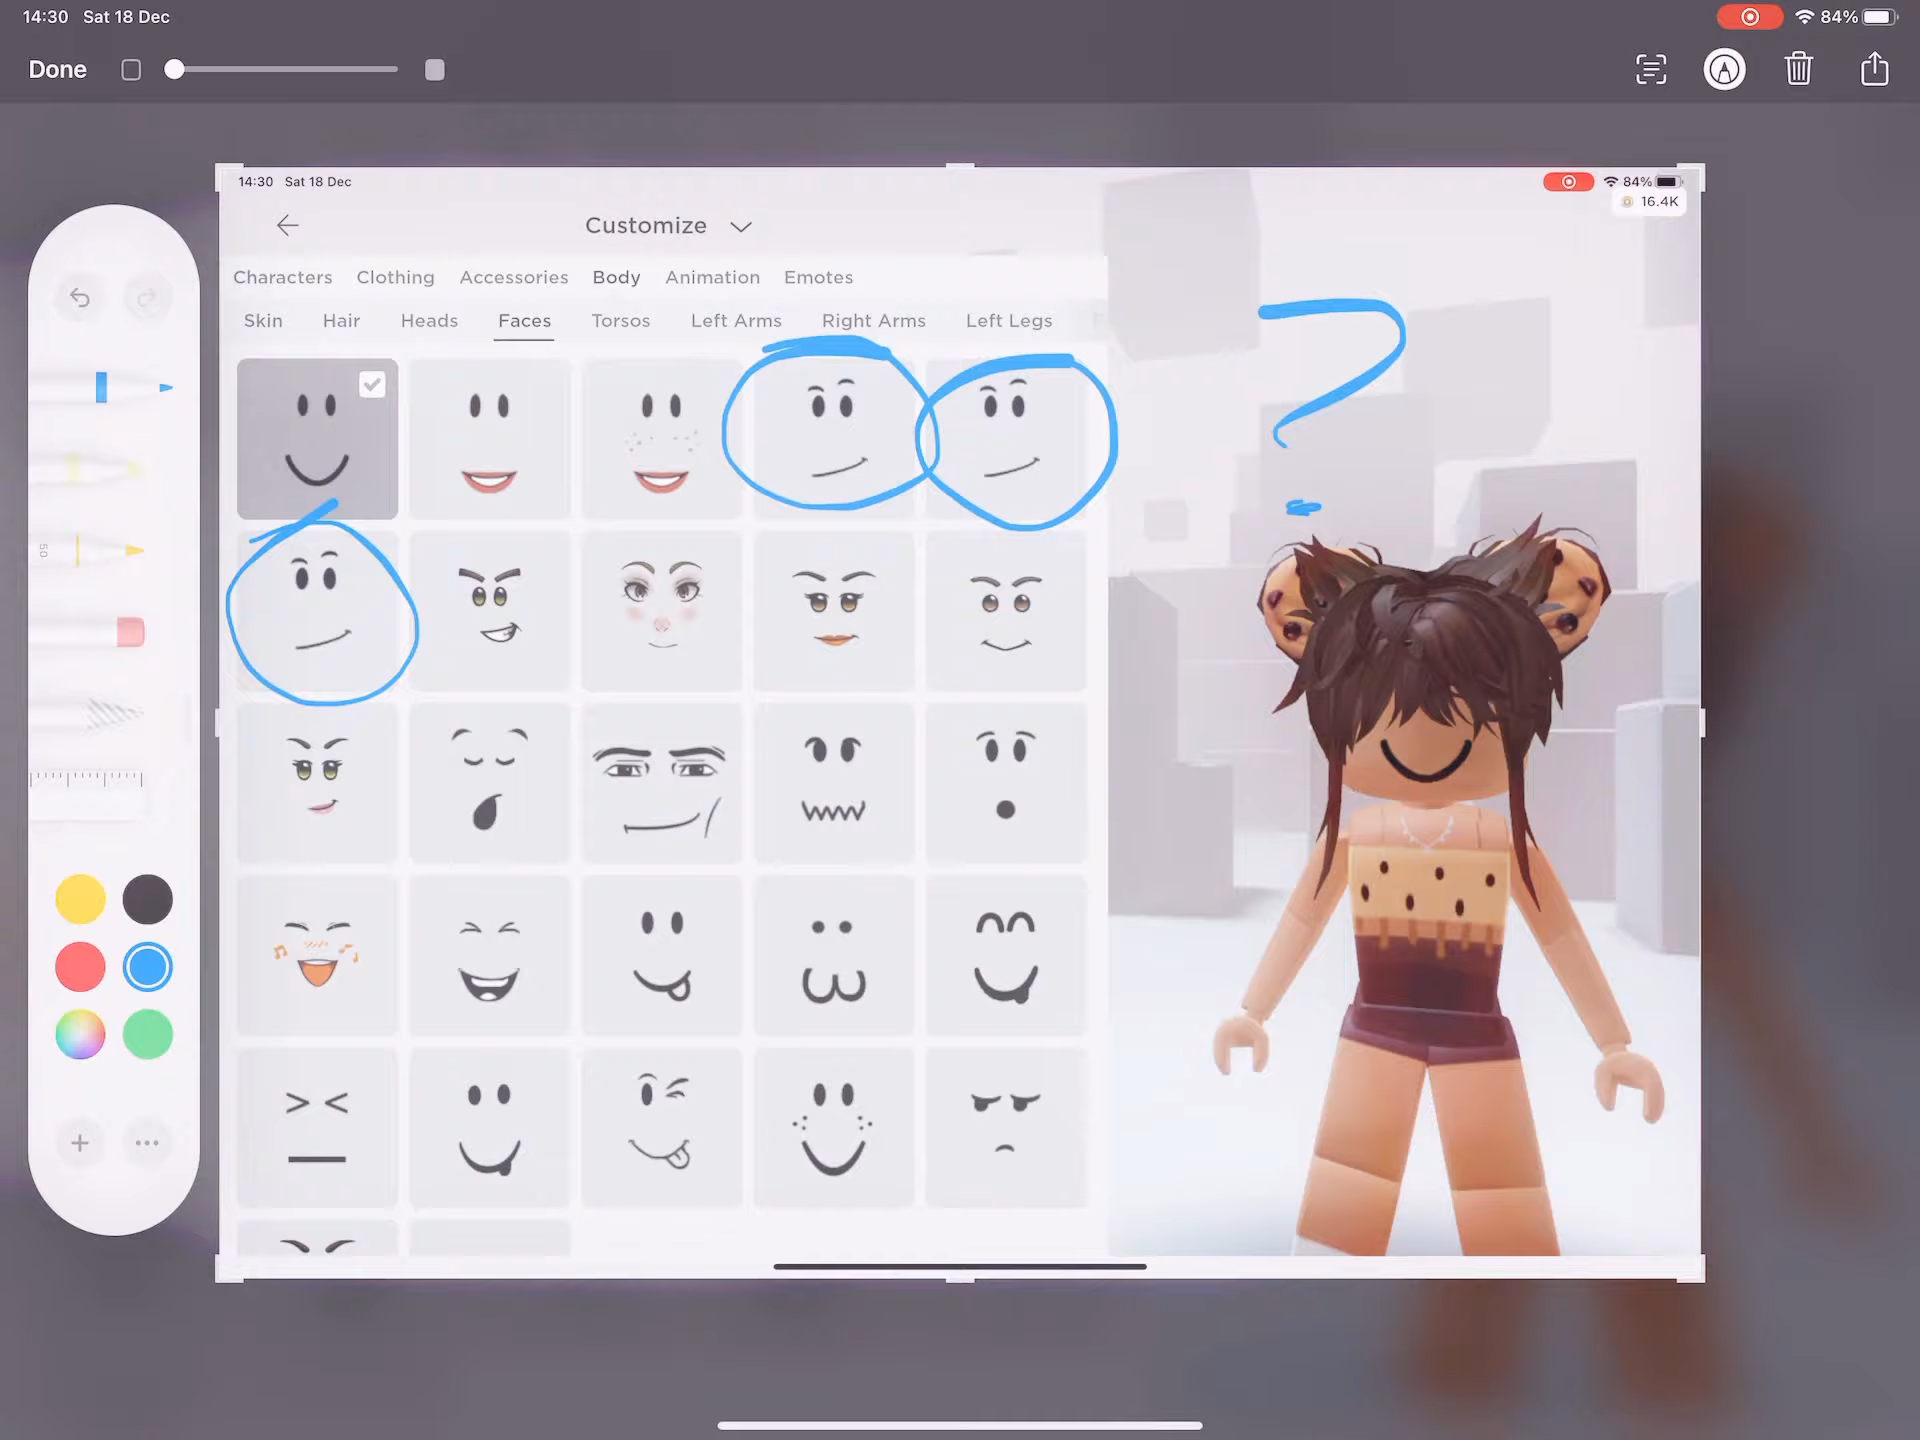 14:30 Sat 18 Dec 84%
Done
14:30 Sat 18 Dec 84%
16.4K
Customize
Characters Clothing Accessories Body Animation Emotes
Skin Hair Heads Faces Torsos Left Arms Right Arms Left Legs
?
50